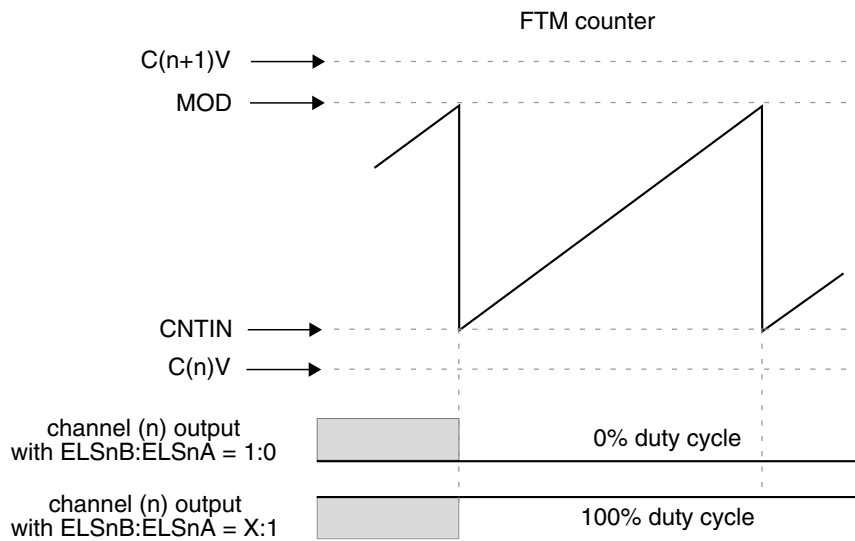 FTM counter
C(n+1)V
MOD
CNTIN
C(n)V
channel (n) output
with ELSnB:ELSnA = 1:0
0% duty cycle
channel (n) output
with ELSnB:ELSnA = X:1
100% duty cycle